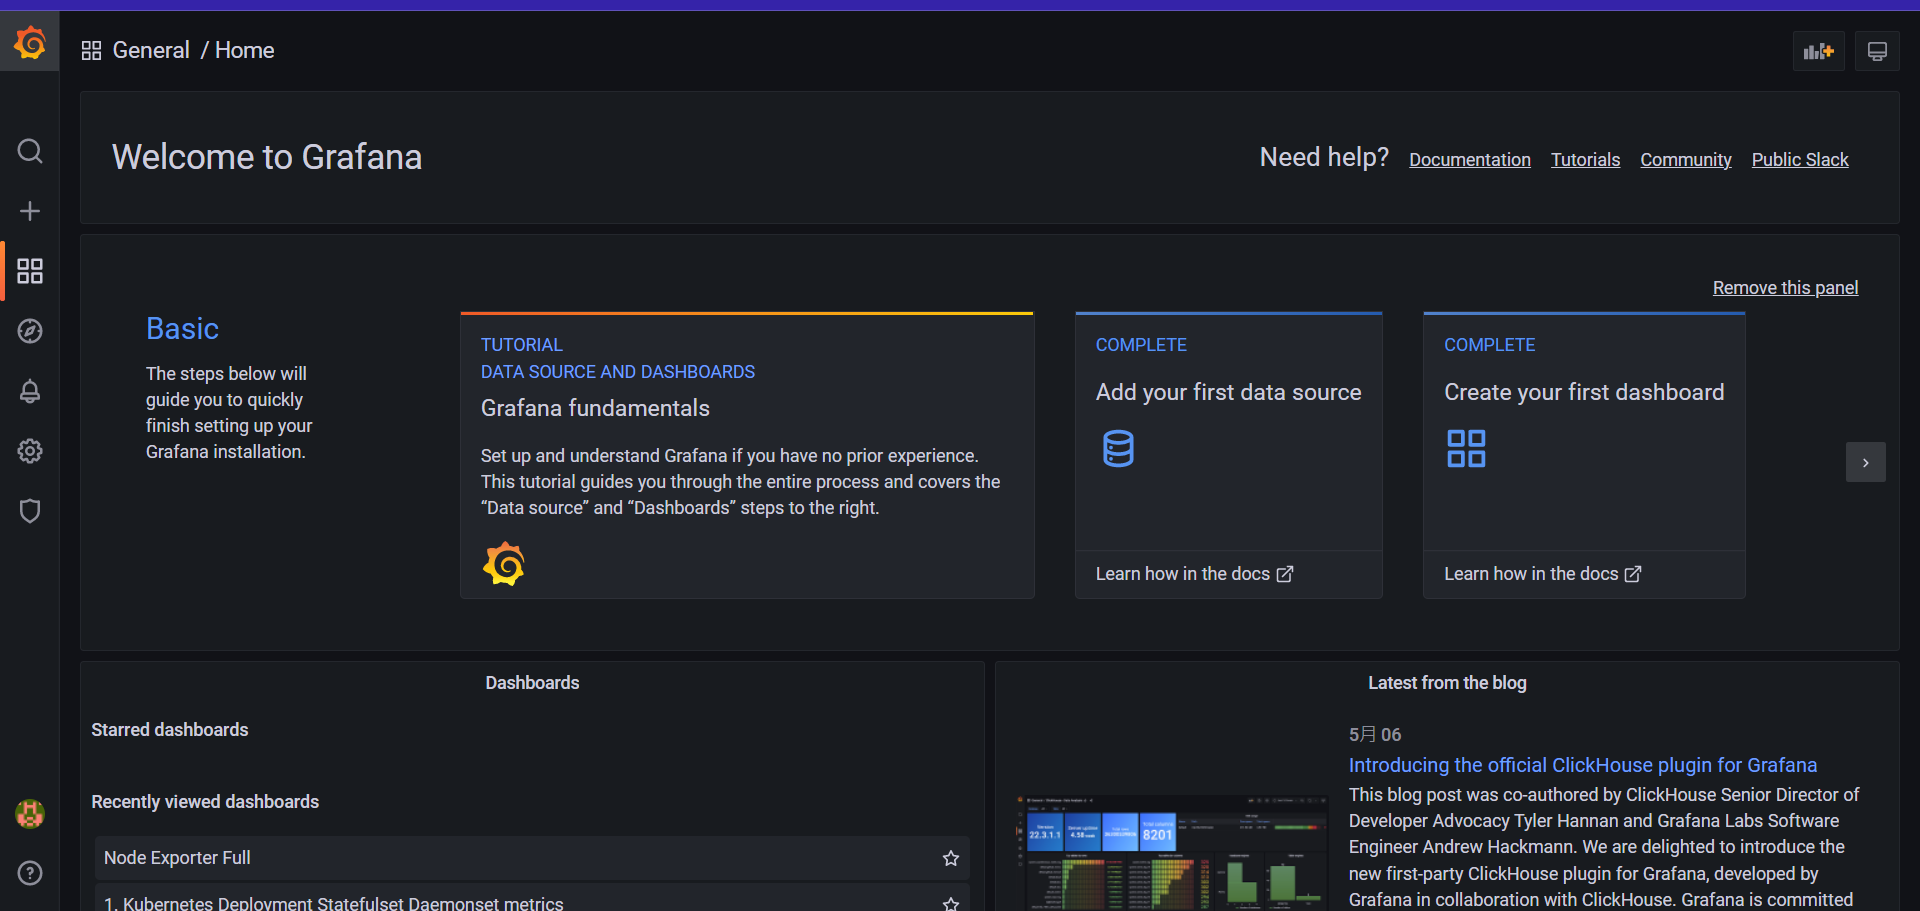 General / Home
Welcome to Grafana
Need help? Documentation Tutorials Community Public Slack
Remove this panel
Basic
The steps below will
guide you to quickly
finish setting up your
Grafana installation.
TUTORIAL
DATA SOURCE AND DASHBOARDS
Grafana fundamentals
Set up and understand Grafana if you have no prior experience.
This tutorial guides you through the entire process and covers the
“Data source” and “Dashboards” steps to the right.
COMPLETE
Add your first data source
Learn how in the docs
COMPLETE
Create your first dashboard
Learn how in the docs
Dashboards
Starred dashboards
Recently viewed dashboards
Node Exporter Full
1. Kubernetes Deployment Statefulset Daemonset metrics
Latest from the blog
5月 06
Introducing the official ClickHouse plugin for Grafana
This blog post was co-authored by ClickHouse Senior Director of
Developer Advocacy Tyler Hannan and Grafana Labs Software
Engineer Andrew Hackmann. We are delighted to introduce the
new first-party ClickHouse plugin for Grafana, developed by
Grafana in collaboration with ClickHouse. Grafana is committed
22.3.1.1
4.58
8201